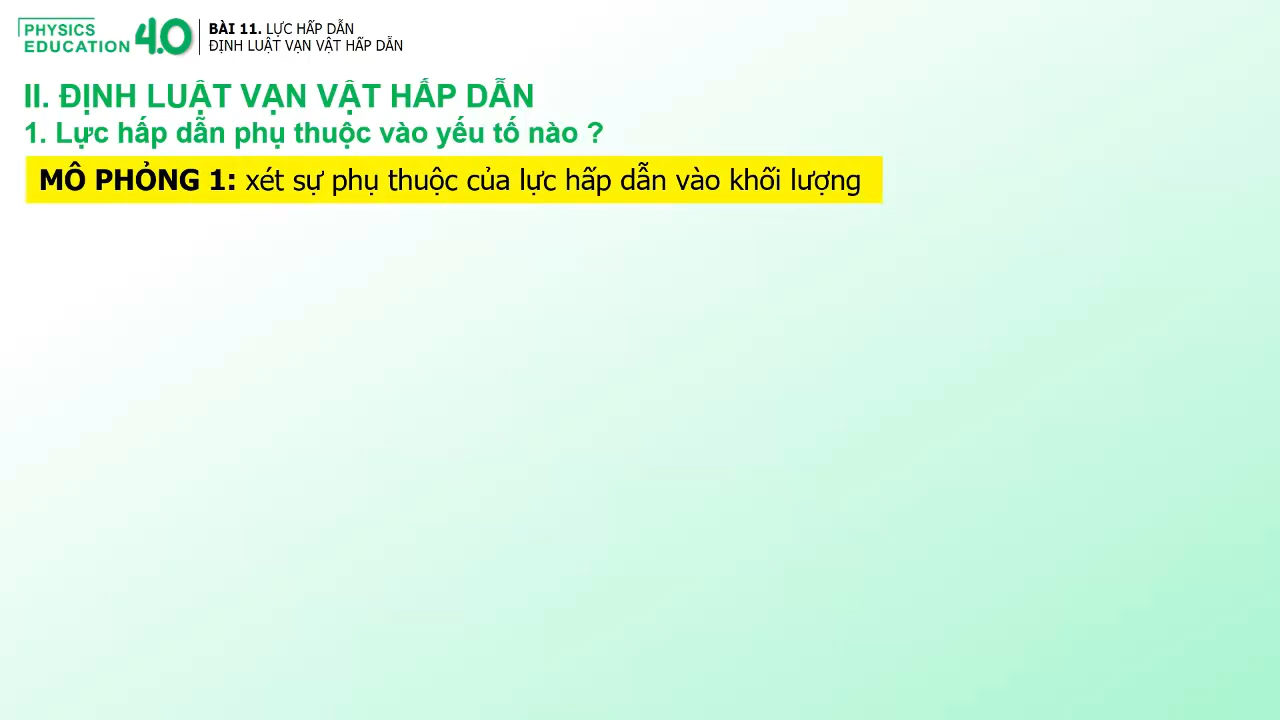 PHYSICS
EDUCATION 4.0
BÀI 11. LỰC HẤP DẪN
ĐỊNH LUẬT VẠN VẬT HẤP DẪN
II. ĐỊNH LUẬT VẠN VẬT HẤP DẪN
1. Lực hấp dẫn phụ thuộc vào yếu tố nào ?
MÔ PHỎNG 1: xét sự phụ thuộc của lực hấp dẫn vào khối lượng